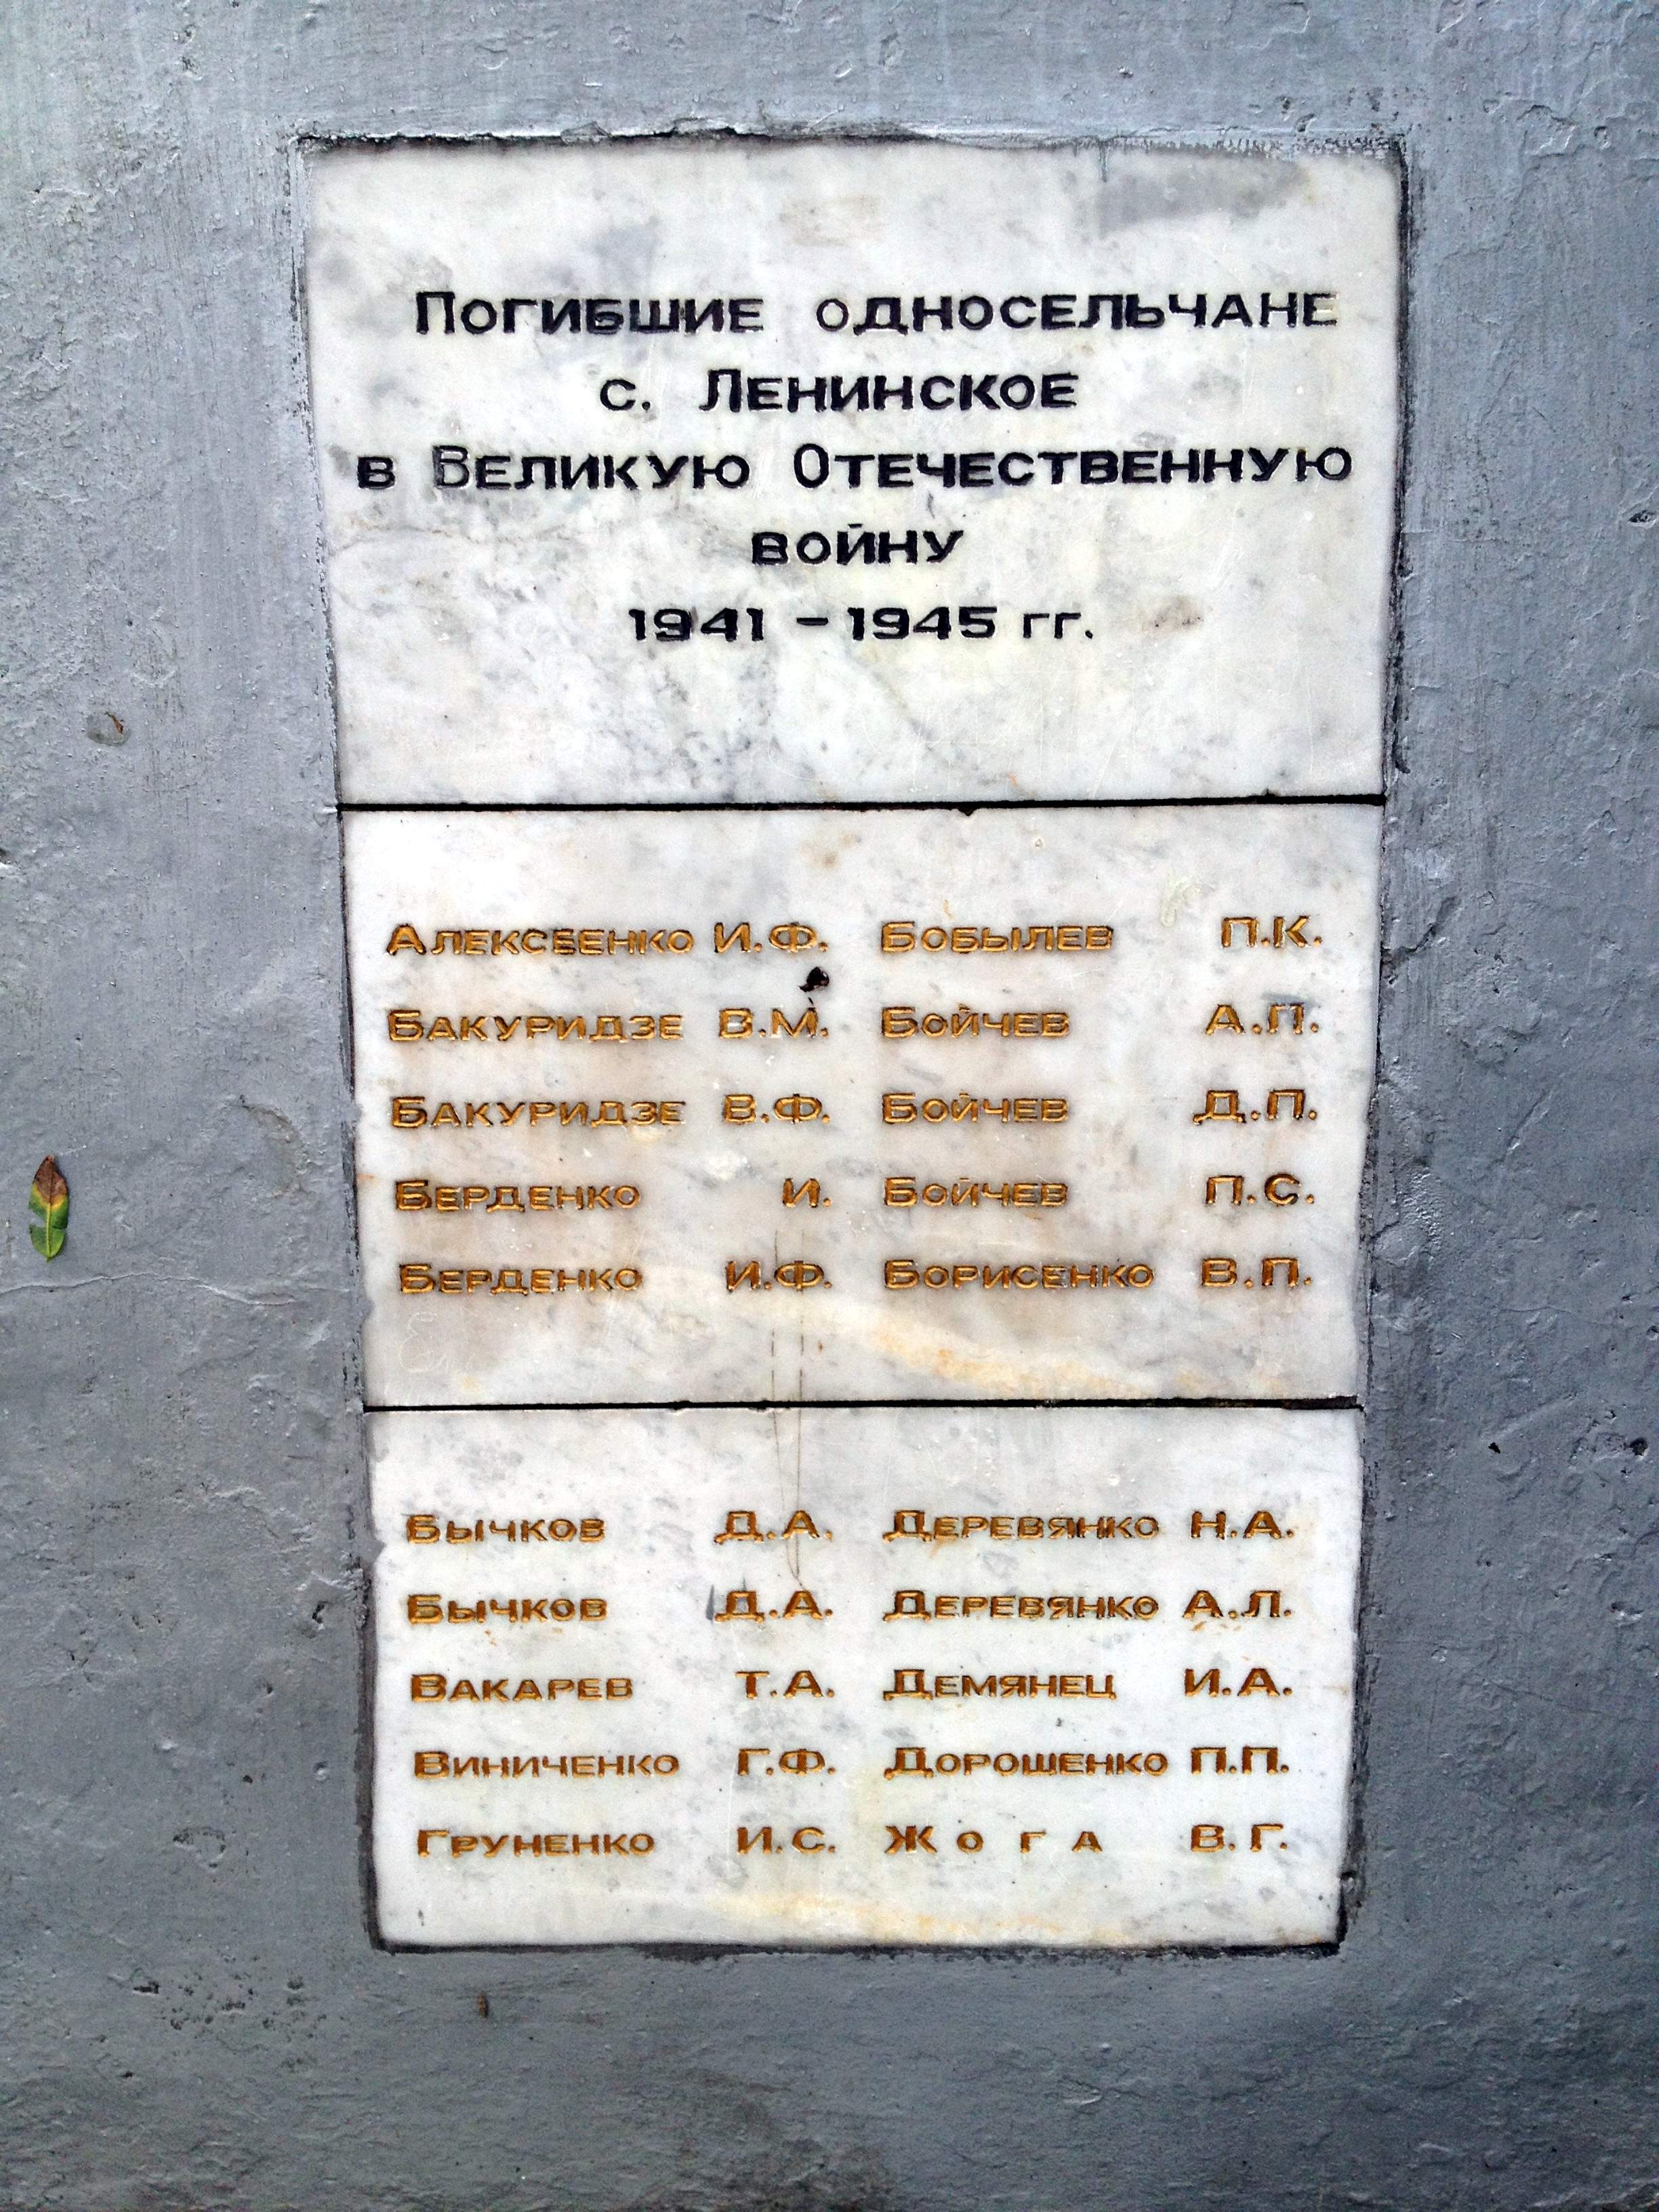 Погибшие односельчане
с. Ленинское
в Великую Отечественную
войну
1941 – 1945 гг.
Алексеенко И.Ф. Бобылев П.К.
Бакуридзе В.М. Бойчев А.П.
Бакуридзе В.Ф. Бойчев Д.П.
Берденко И. Бойчев П.С.
Берденко И.Ф. Борисенко В.П.
Бычков Д.А. Деревянко Н.А.
Бычков Д.А. Деревянко А.Л.
Вакарев Т.А. Демянец И.А.
Виниченко Г.Ф. Дорошенко П.П.
Груненко И.С. Жога В.Г.